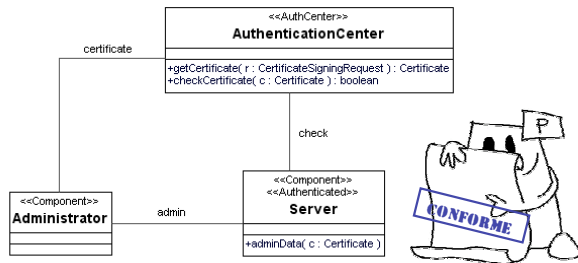 <<AuthCenter>>
AuthenticationCenter
+getCertificate( r : CertificateSigningRequest ) : Certificate
+checkCertificate( c : Certificate ) : boolean
certificate
check
<<Component>>
Administrator
admin
<<Component>>
<<Authenticated>>
Server
+adminData( c : Certificate )
P
CONFORME